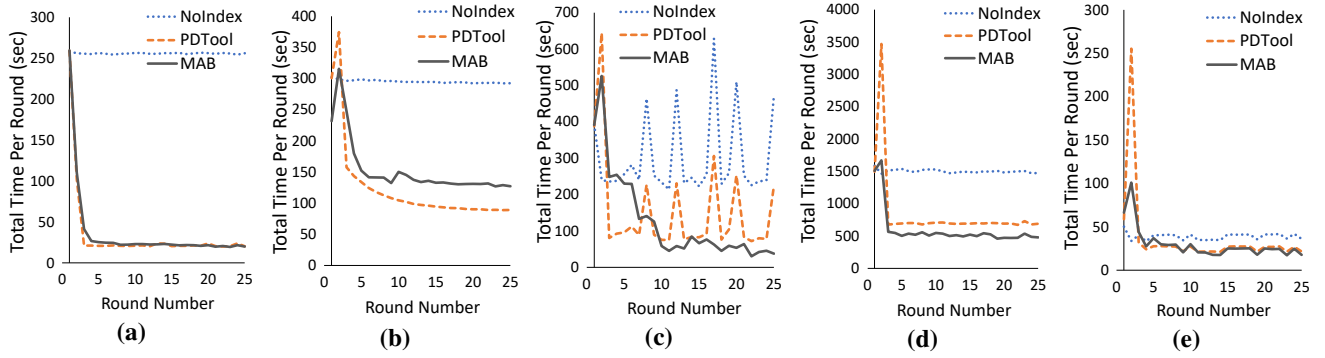 Total Time Per Round (sec)
300
250
200
150
100
50
0
0 5 10 15 20 25
Round Number
NoIndex
PDTool
MAB
(a)
Total Time Per Round (sec)
400
350
300
250
200
150
100
50
0
0 5 10 15 20 25
Round Number
NoIndex
PDTool
MAB
(b)
Total Time Per Round (sec)
700
600
500
400
300
200
100
0
0 5 10 15 20 25
Round Number
NoIndex
PDTool
MAB
(c)
Total Time Per Round (sec)
4000
3500
3000
2500
2000
1500
1000
500
0
0 5 10 15 20 25
Round Number
NoIndex
PDTool
MAB
(d)
Total Time Per Round (sec)
300
250
200
150
100
50
0
0 5 10 15 20 25
Round Number
NoIndex
PDTool
MAB
(e)